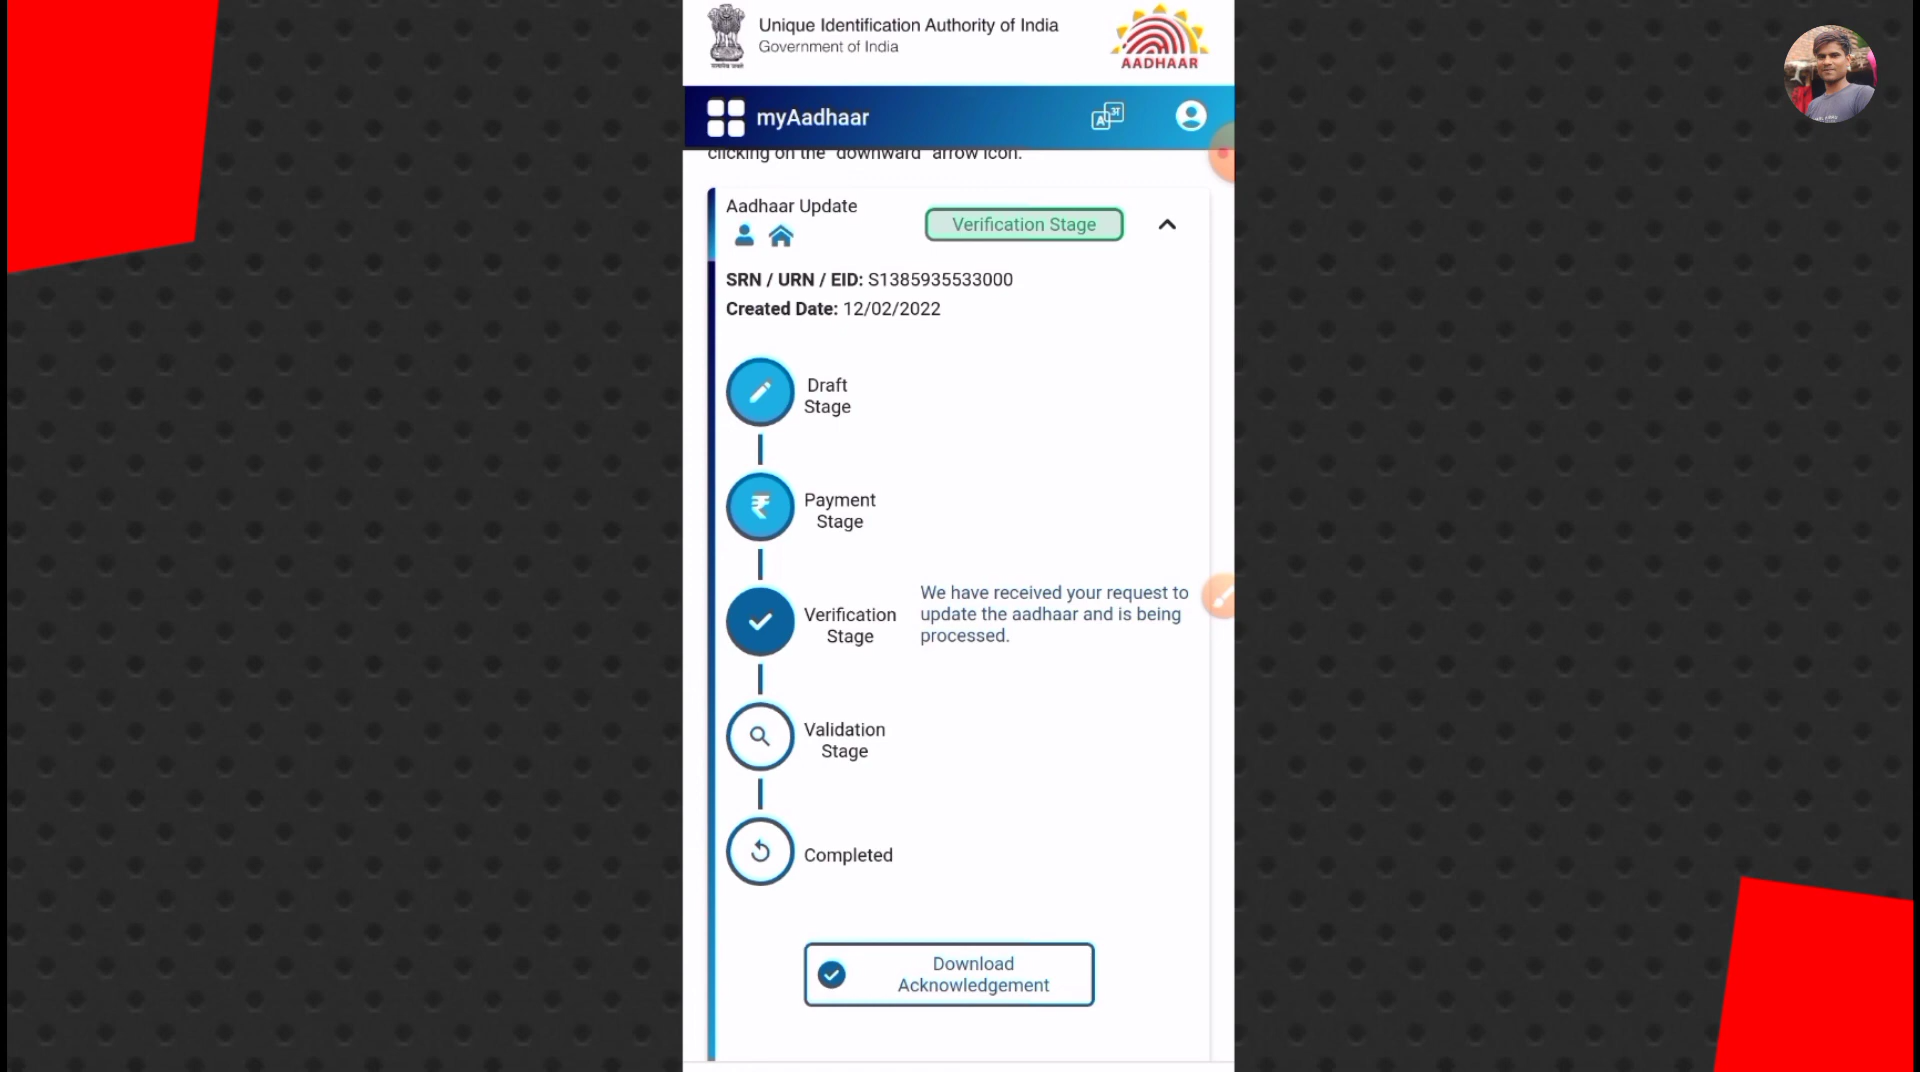 Unique Identification Authority of India
Government of India
AADHAAR
myAadhaar
clicking on the "downward" arrow icon.
Aadhaar Update
Verification Stage
SRN / URN / EID: S1385935533000
Created Date: 12/02/2022
Draft
Stage
Payment
Stage
Verification
Stage
We have received your request to
update the aadhaar and is being
processed.
Validation
Stage
Completed
Download
Acknowledgement